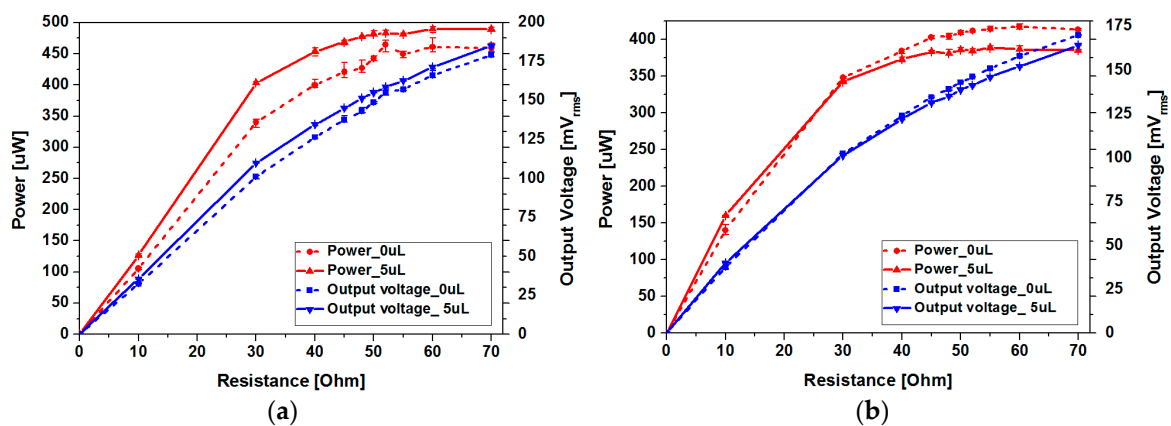 500
450
400
350
300
250
200
150
100
50
0
Power [uW]
200
175
150
125
100
75
50
25
0
Output Voltage [mVrms]
Power_0uL
Power_5uL
Output voltage_0uL
Output voltage_ 5uL
0 10 20 30 40 50 60 70
Resistance [Ohm]
(a)
400
350
300
250
200
150
100
50
0
Power [uW]
175
150
125
100
75
50
25
0
Output Voltage [mVrms]
Power_0uL
Power_5uL
Output voltage_0uL
Output voltage_ 5uL
0 10 20 30 40 50 60 70
Resistance [Ohm]
(b)